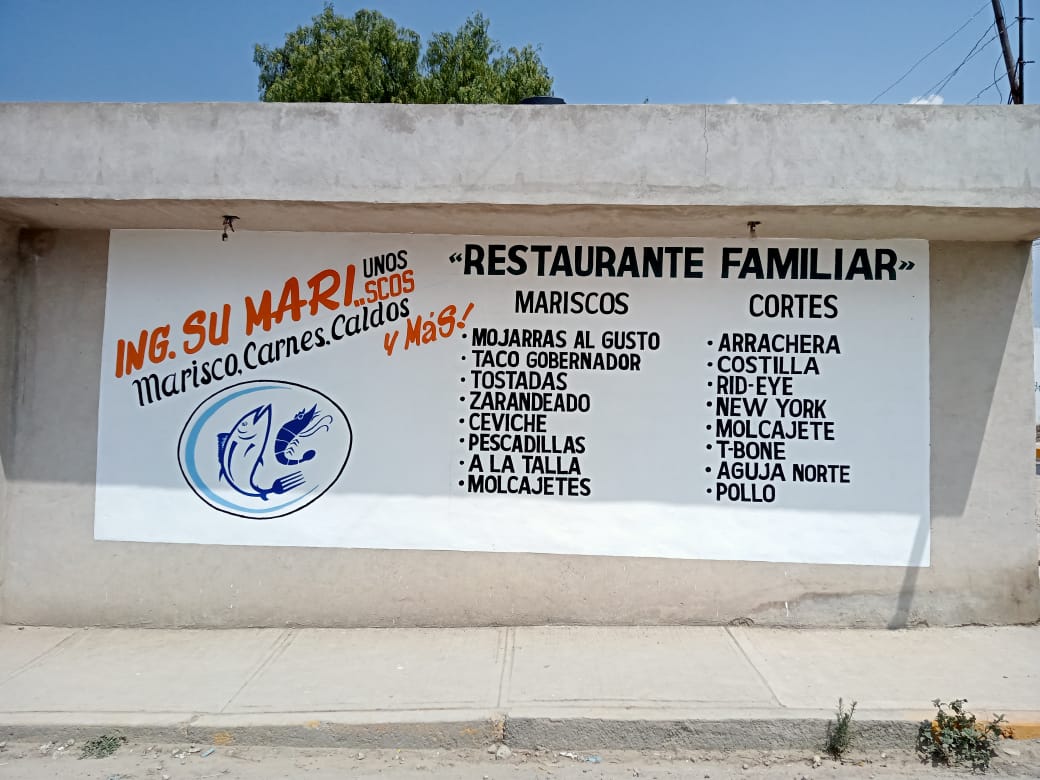 UNOS
ING. SU MARI...SCOS
Marisco, Carnes. Caldos
y Más!
"RESTAURANTE FAMILIAR"
MARISCOS
• MOJARRAS AL GUSTO
• TACO GOBERNADOR
• TOSTADAS
• ZARANDEADO
• CEVICHE
• PESCADILLAS
• A LA TALLA
• MOLCAJETES
CORTES
• ARRACHERA
• COSTILLA
• RID-EYE
• NEW YORK
• MOLCAJETE
• T-BONE
• AGUJA NORTE
• POLLO